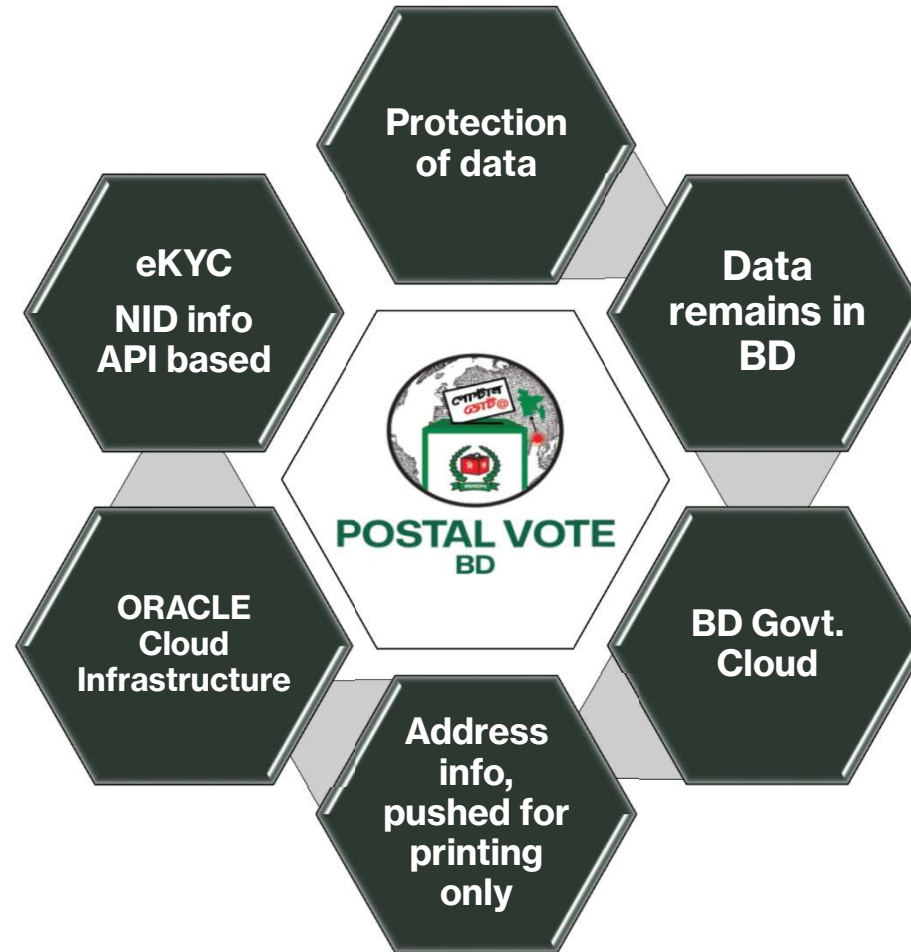 Protection
of data
eKYC
NID info
API based
Data
remains in
BD
পোস্টাল
ভোট@
POSTAL VOTE
BD
ORACLE
Cloud
Infrastructure
BD Govt.
Cloud
Address
info,
pushed for
printing
only